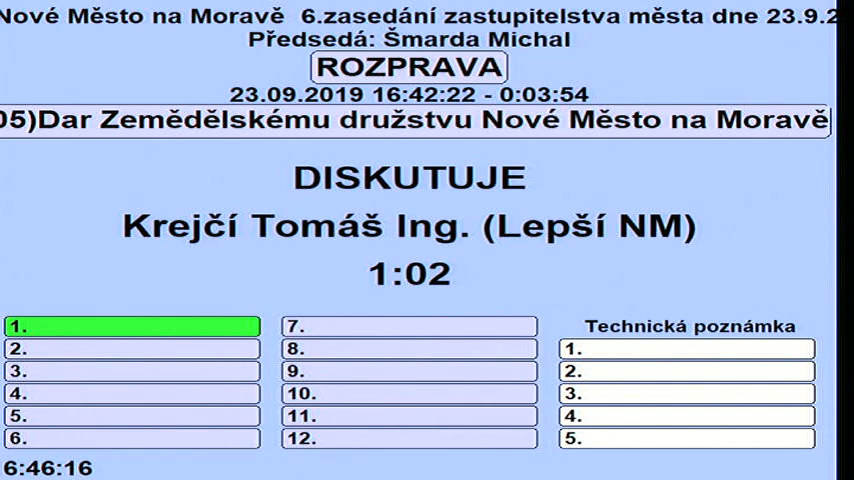 Nové Město na Moravě 6.zasedání zastupitelstva města dne 23.9.2
Předsedá: Šmarda Michal
ROZPRAVA
23.09.2019 16:42:22 - 0:03:54
05)Dar Zemědělskému družstvu Nové Město na Moravě
DISKUTUJE
Krejčí Tomáš Ing. (Lepší NM)
1:02
1.
2.
3.
4.
5.
6.
7.
8.
9.
10.
11.
12.
Technická poznámka
1.
2.
3.
4.
5.
6:46:16